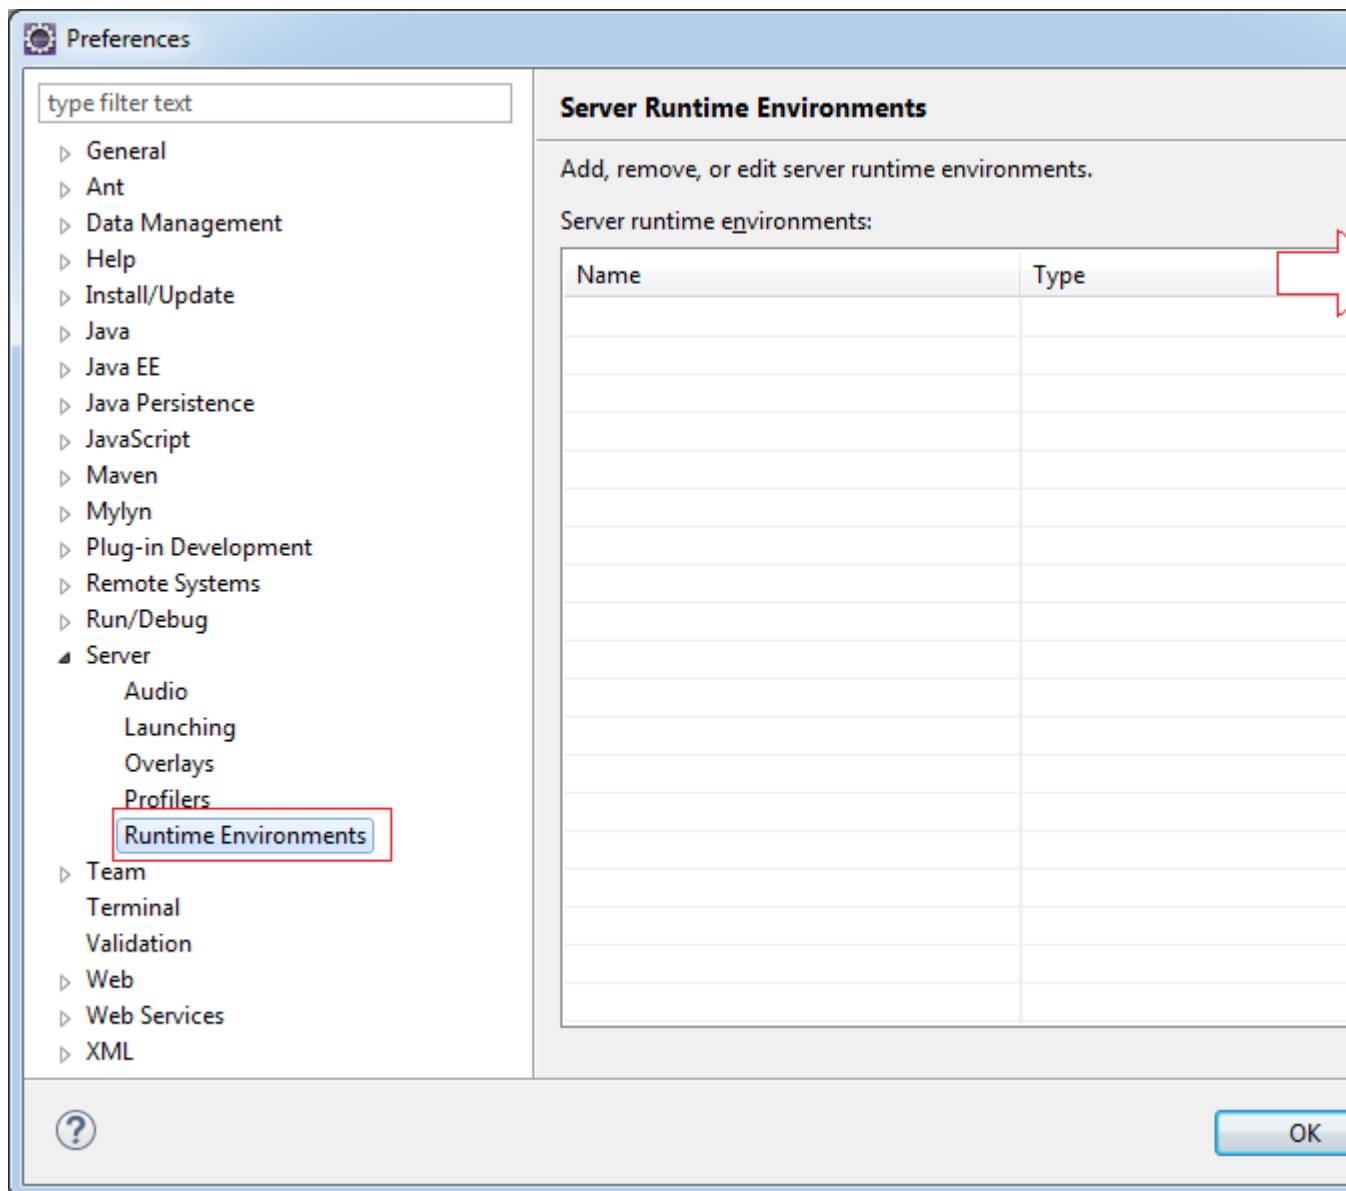 Preferences
type filter text
General
Ant
Data Management
Help
Install/Update
Java
Java EE
Java Persistence
JavaScript
Maven
Mylyn
Plug-in Development
Remote Systems
Run/Debug
Server
Audio
Launching
Overlays
Profilers
Runtime Environments
Team
Terminal
Validation
Web
Web Services
XML
Server Runtime Environments
Add, remove, or edit server runtime environments.
Server runtime environments:
Name Type
?
OK